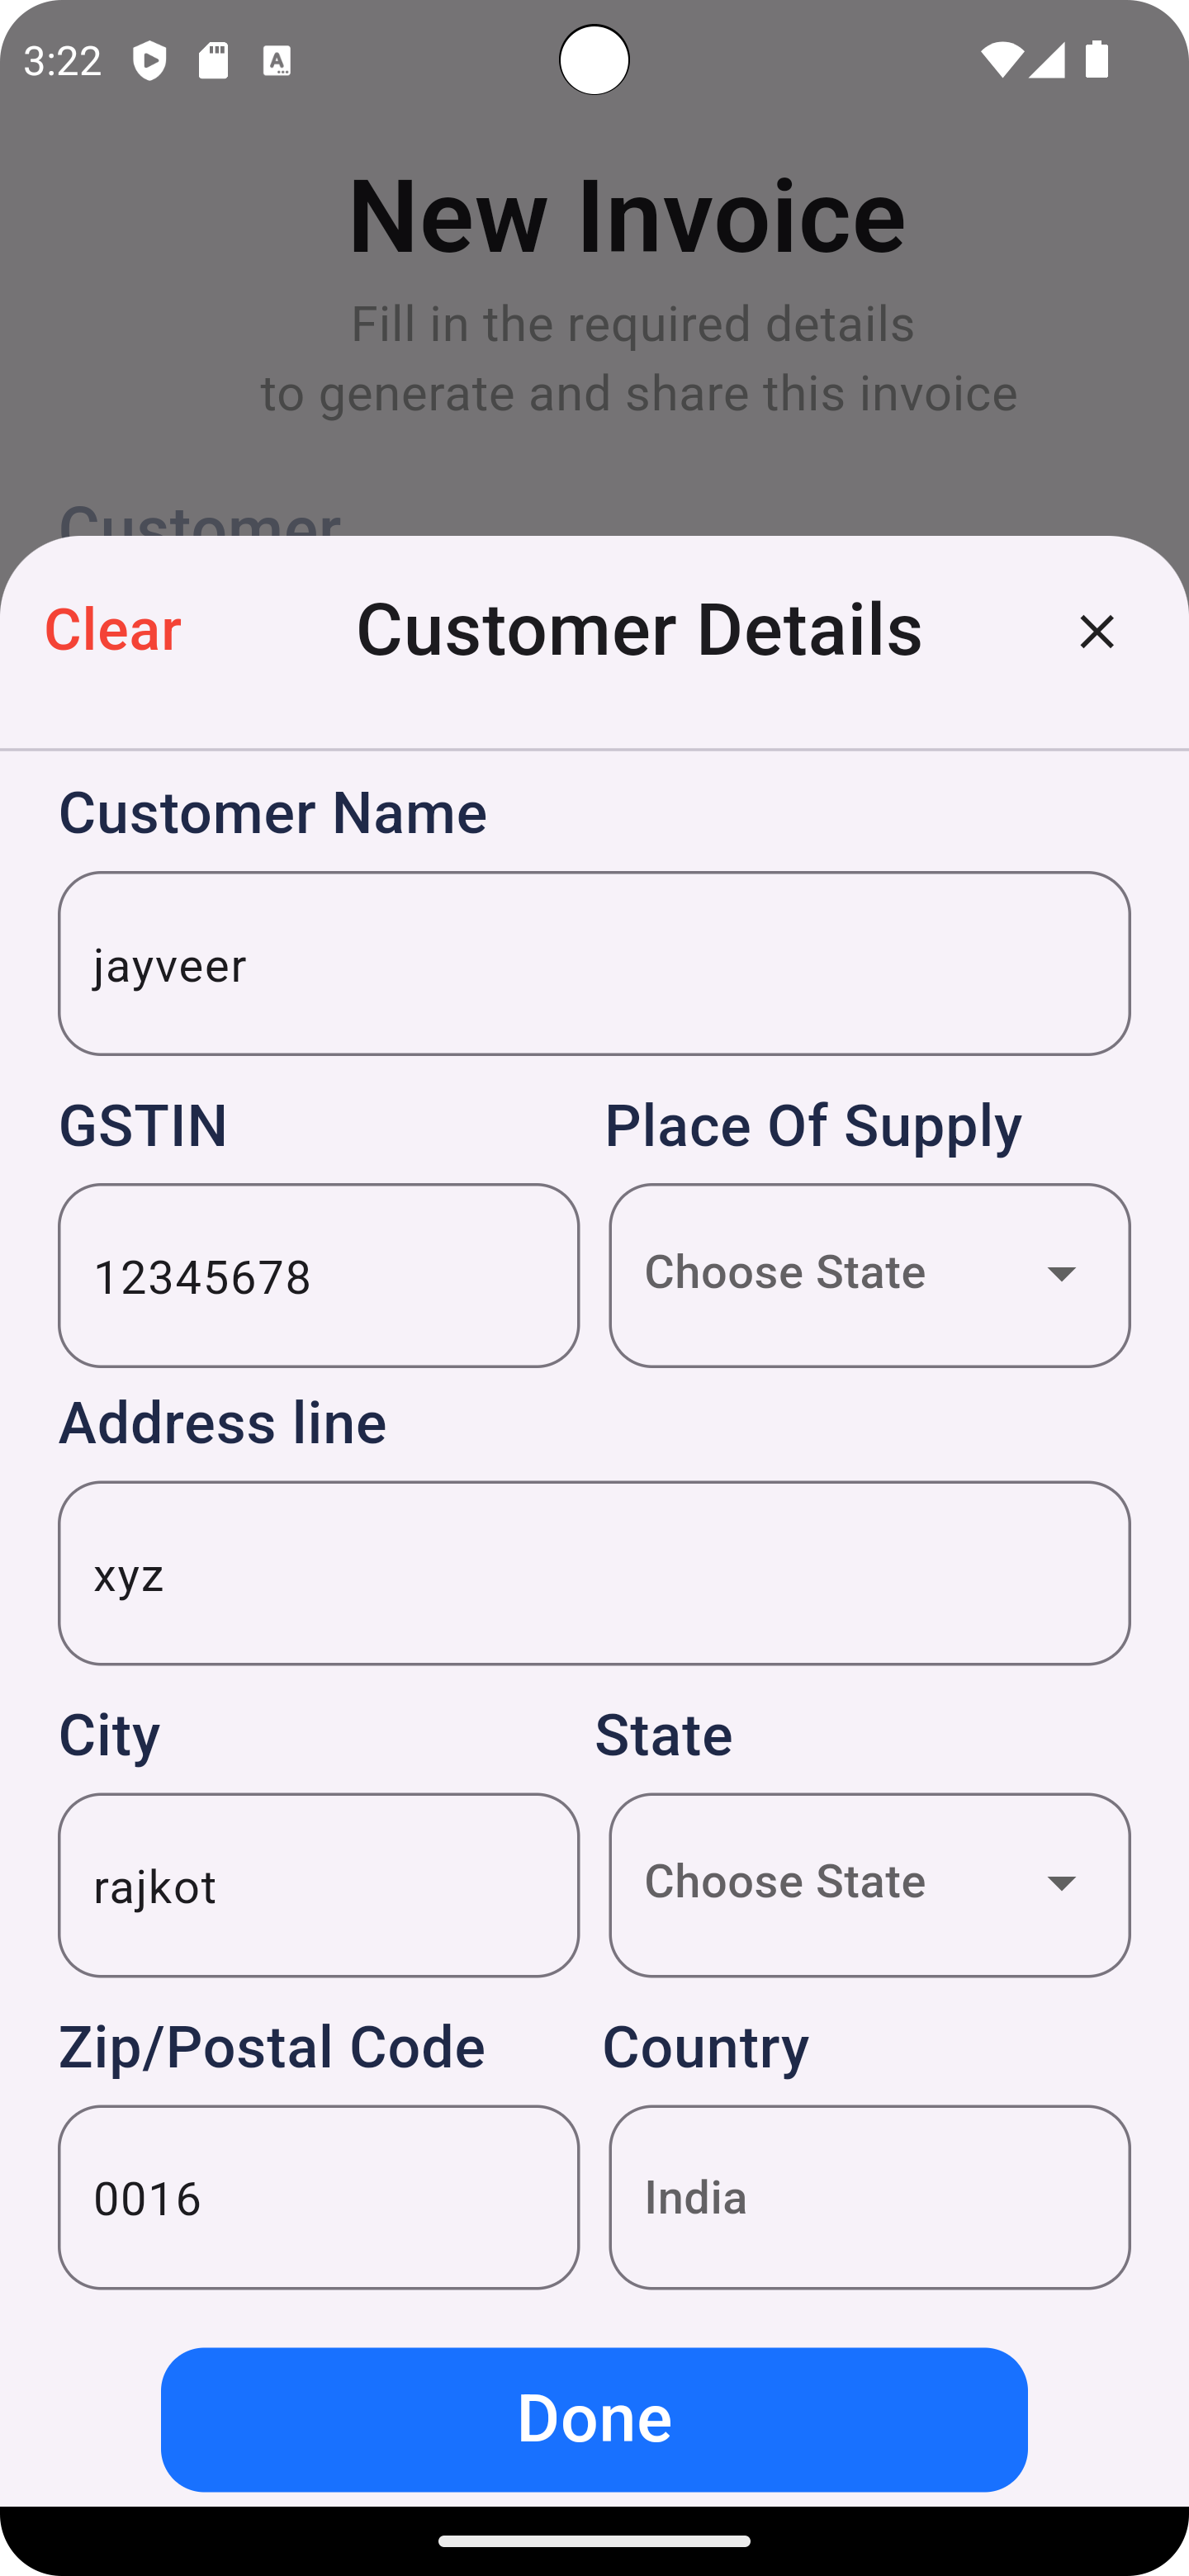 3:22
New Invoice
Fill in the required details
to generate and share this invoice
Customer
Clear Customer Details
Customer Name
jayveer
GSTIN Place Of Supply
12345678 Choose State
Address line
xyz
City State
rajkot Choose State
Zip/Postal Code Country
0016 India
Done